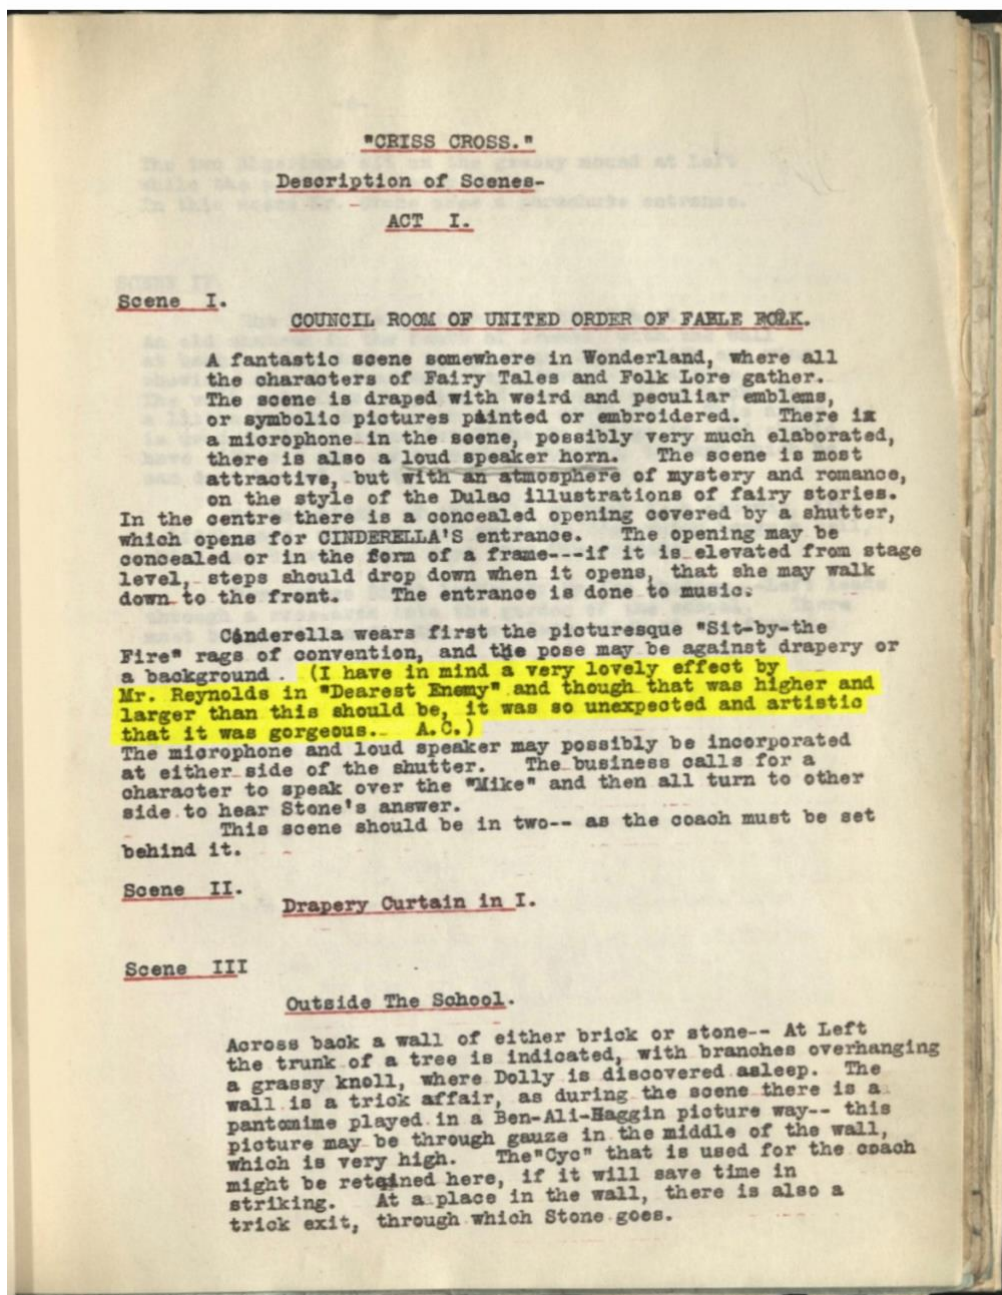 "CRISS CROSS."
Description of Scenes-
ACT I.
Scene I.
COUNCIL ROOM OF UNITED ORDER OF FABLE FOLK.
A fantastic scene somewhere in Wonderland, where all
the characters of Fairy Tales and Folk Lore gather.
The scene is draped with weird and peculiar emblems,
or symbolic pictures painted or embroidered. There is
a microphone in the scene, possibly very much elaborated,
there is also a loud speaker horn. The scene is most
attractive, but with an atmosphere of mystery and romance,
on the style of the Dulac illustrations of fairy stories.
In the centre there is a concealed opening covered by a shutter,
which opens for CINDERELLA'S entrance. The opening may be
concealed or in the form of a frame---if it is elevated from stage
level, steps should drop down when it opens, that she may walk
down to the front. The entrance is done to music.
Cinderella wears first the picturesque "Sit-by-the
Fire" rags of convention, and the pose may be against drapery or
a background. (I have in mind a very lovely effect by
Mr. Reynolds in "Dearest Enemy" and though that was higher and
larger than this should be, it was so unexpected and artistic
that it was gorgeous. A.C.)
The microphone and loud speaker may possibly be incorporated
at either side of the shutter. The business calls for a
character to speak over the "Mike" and then all turn to other
side to hear Stone's answer.
This scene should be in two-- as the coach must be set
behind it.
Scene II.
Drapery Curtain in I.
Scene III
Outside The School.
Across back a wall of either brick or stone-- At Left
the trunk of a tree is indicated, with branches overhanging
a grassy knoll, where Dolly is discovered asleep. The
wall is a trick affair, as during the scene there is a
pantomime played in a Ben-Ali-Haggin picture way-- this
picture may be through gauze in the middle of the wall,
which is very high. The"Cyc" that is used for the coach
might be retained here, if it will save time in
striking. At a place in the wall, there is also a
trick exit, through which Stone goes.